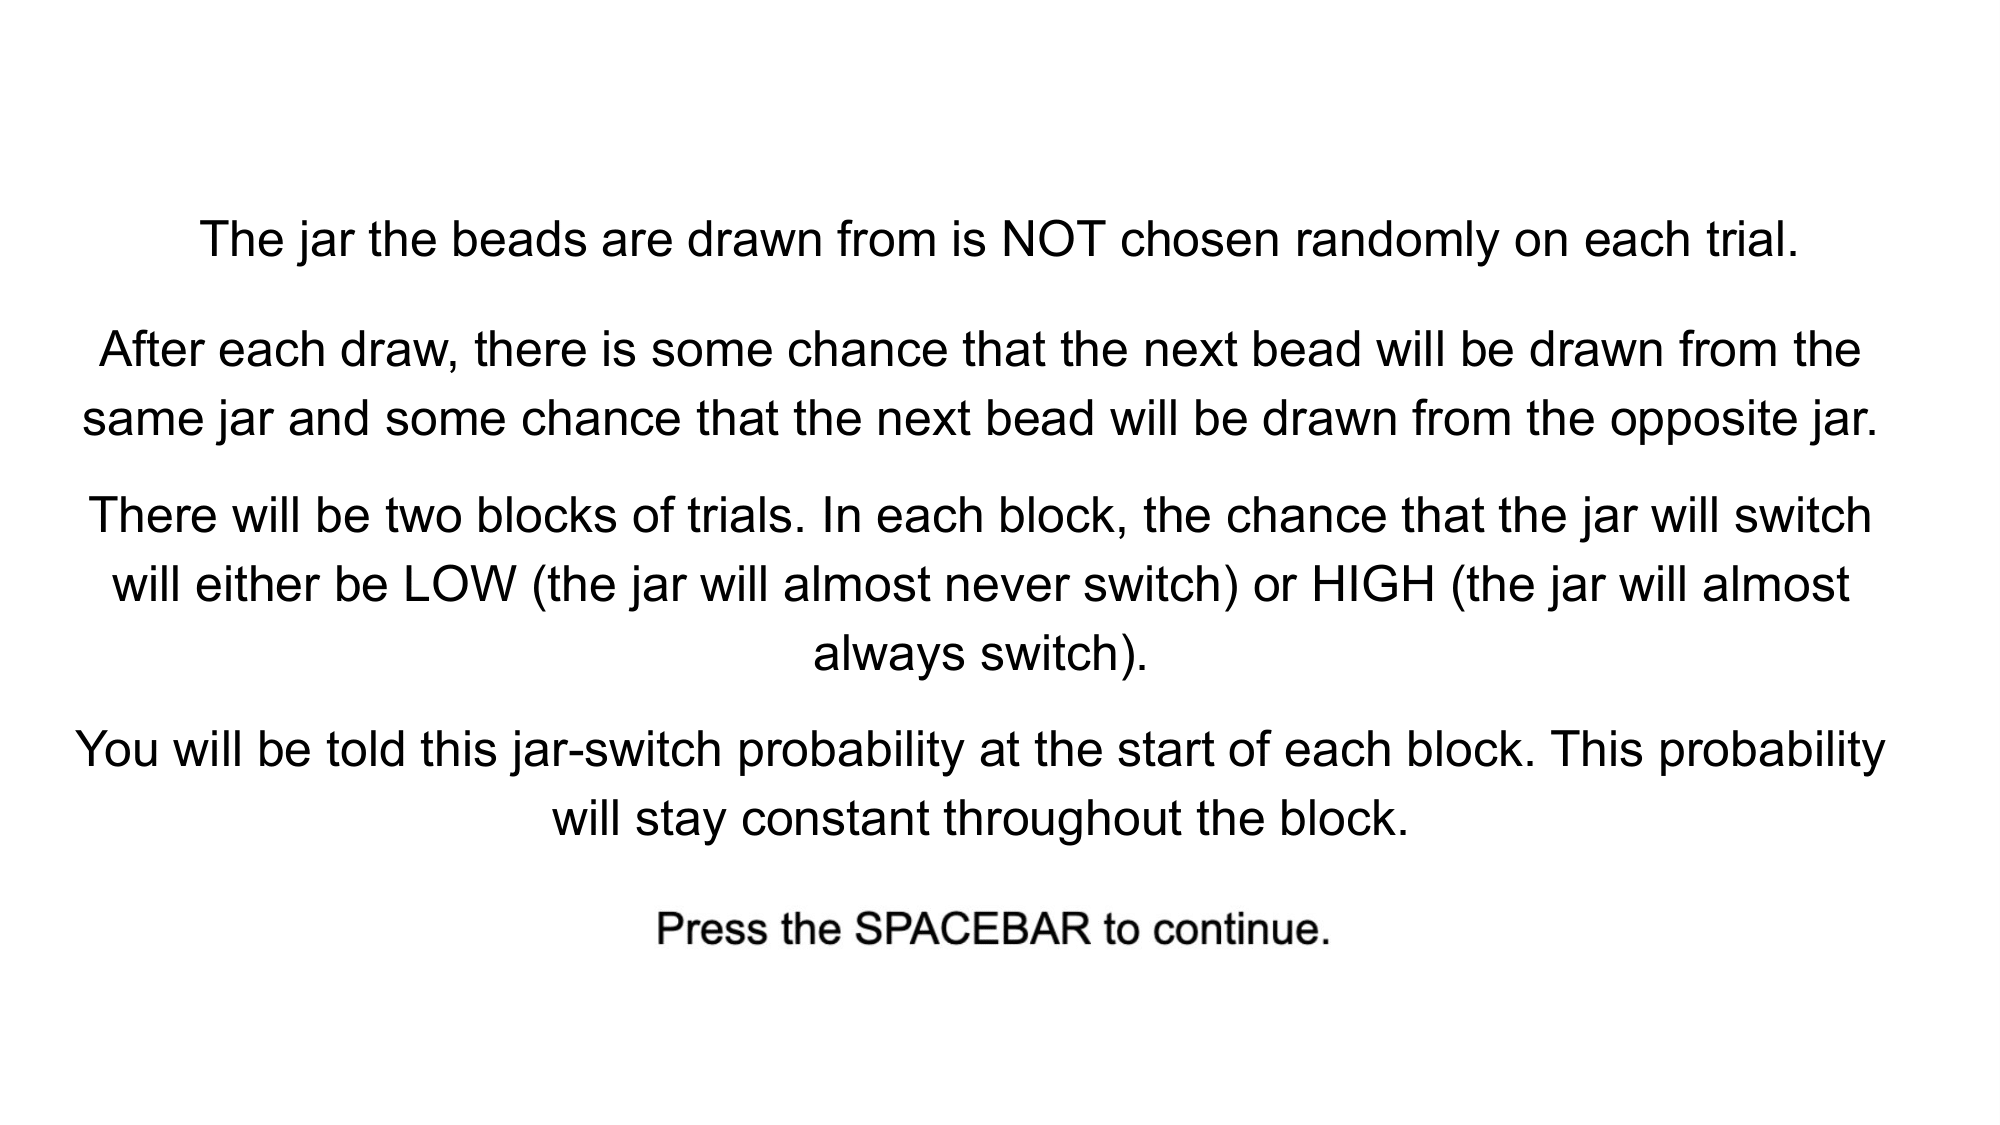 The jar the beads are drawn from is NOT chosen randomly on each trial.
After each draw, there is some chance that the next bead will be drawn from the
same jar and some chance that the next bead will be drawn from the opposite jar.
There will be two blocks of trials. In each block, the chance that the jar will switch
will either be LOW (the jar will almost never switch) or HIGH (the jar will almost
always switch).
You will be told this jar-switch probability at the start of each block. This probability
will stay constant throughout the block.
Press the SPACEBAR to continue.